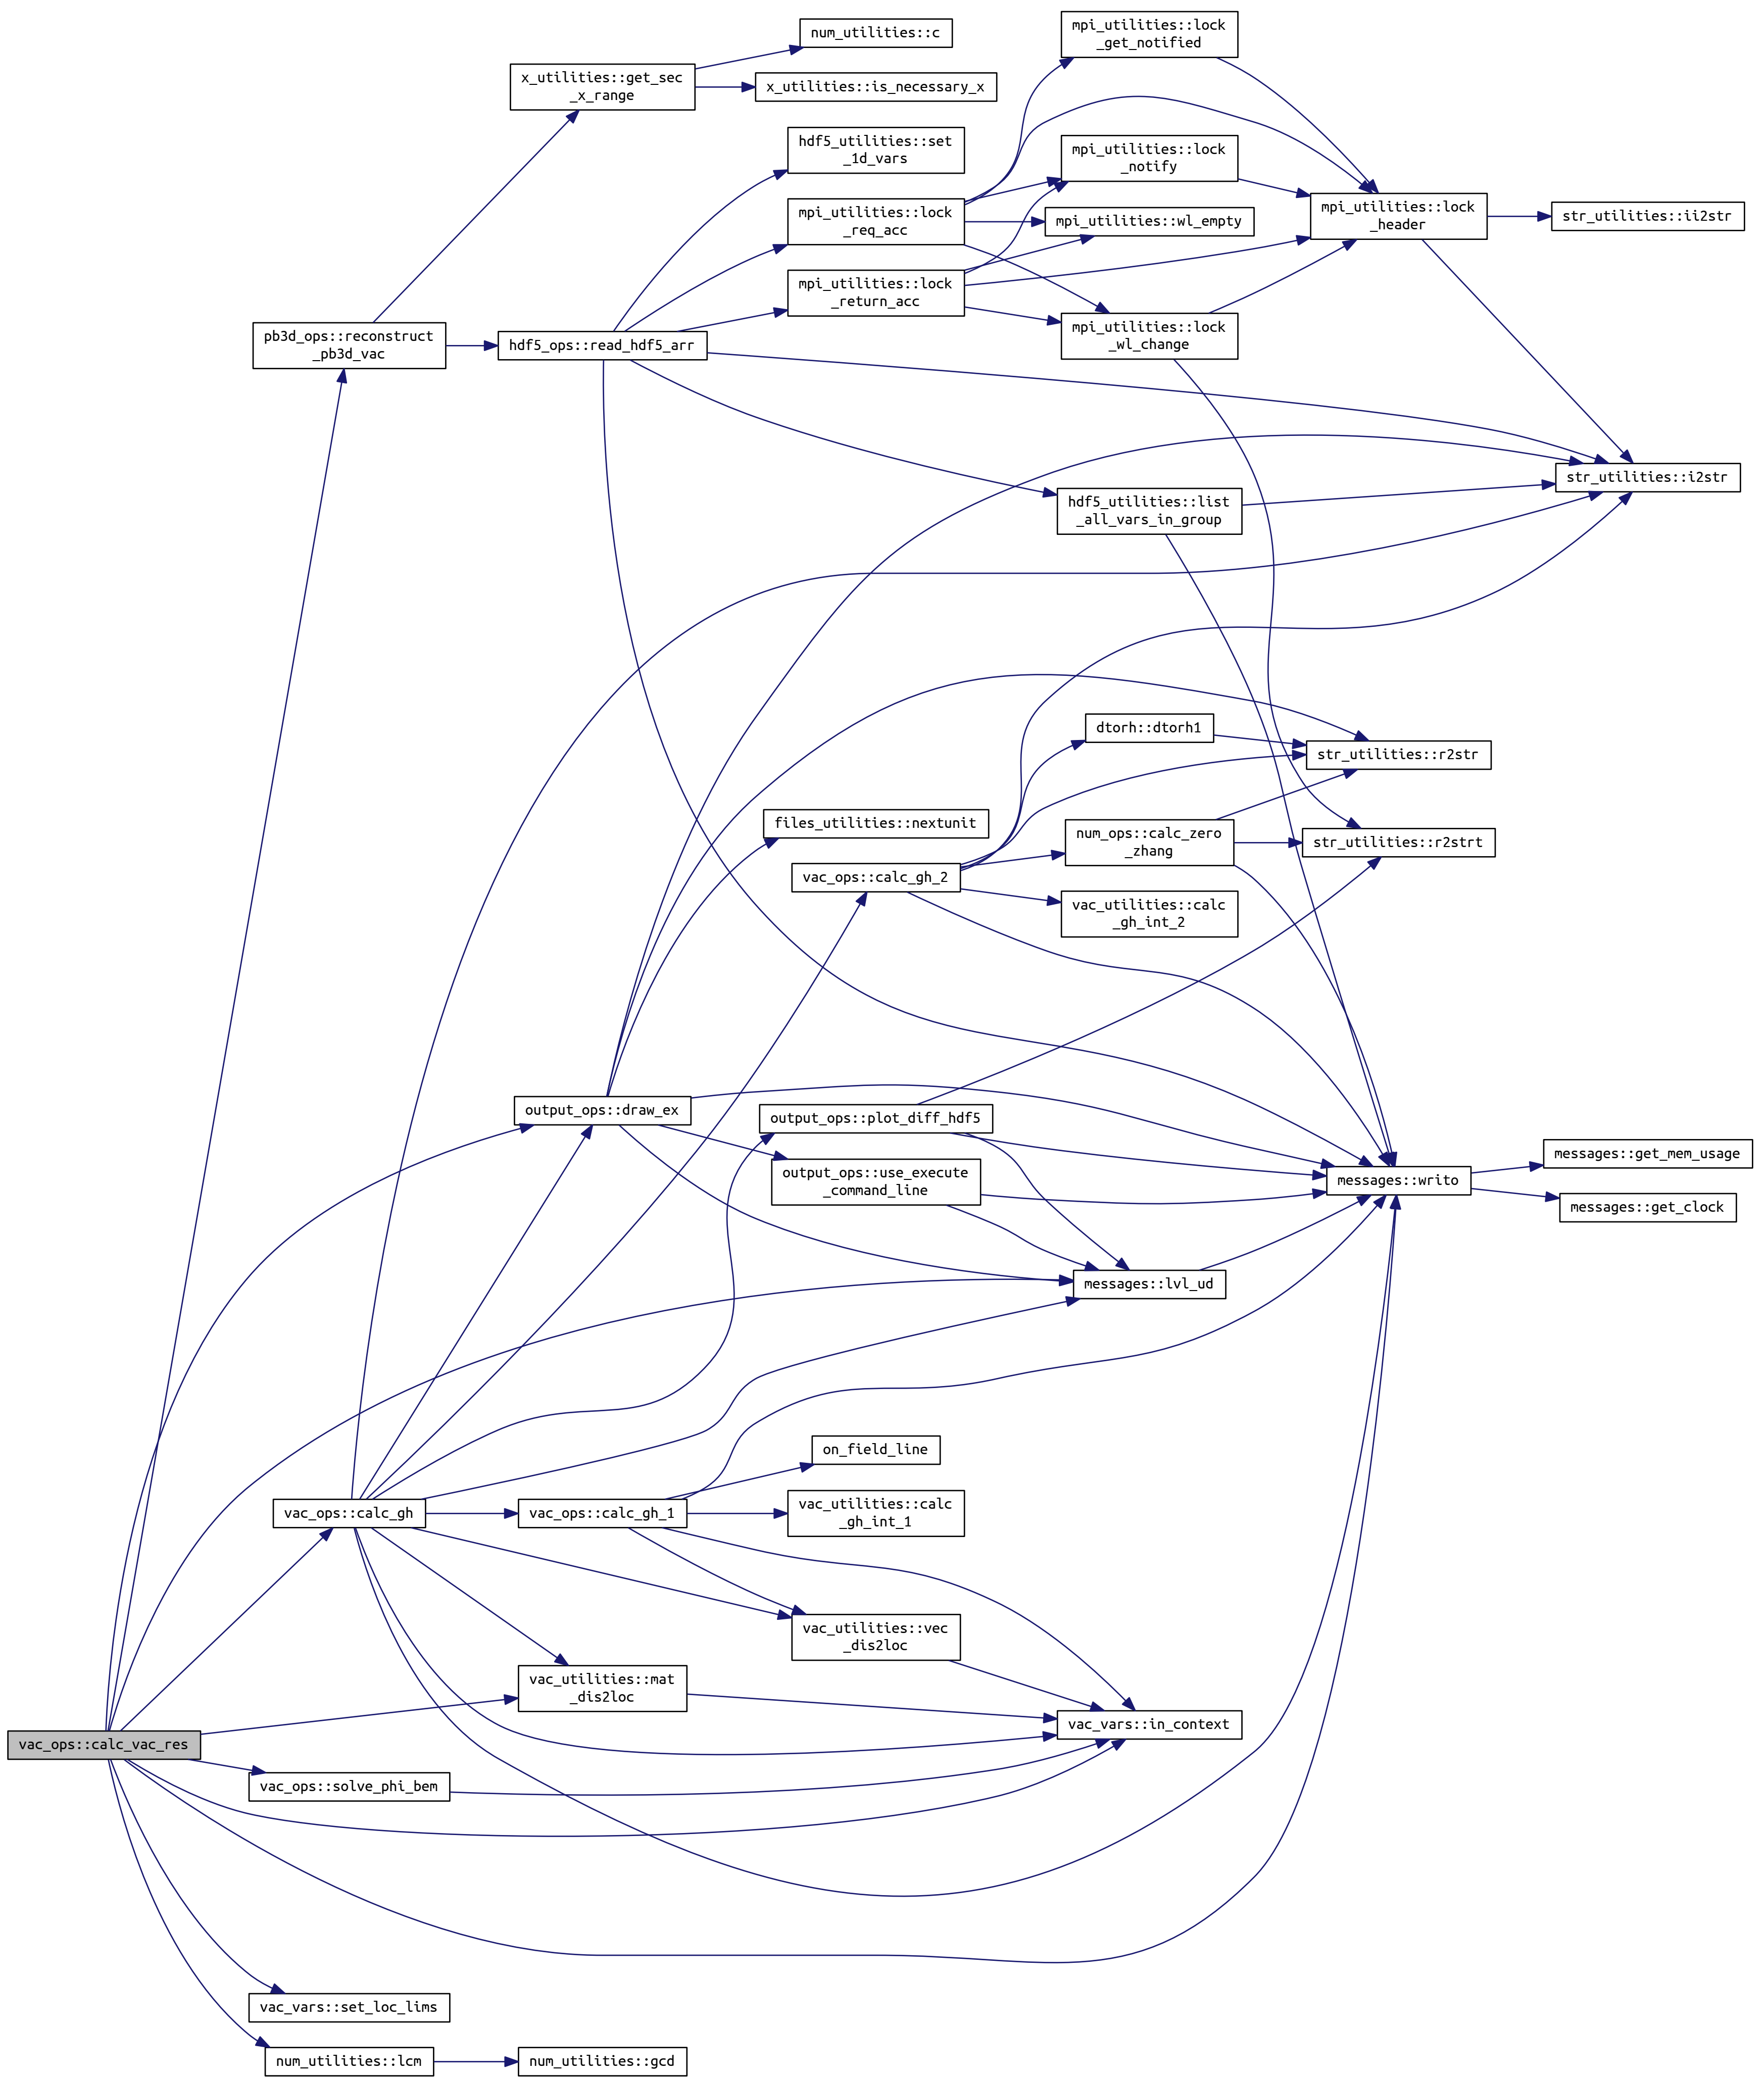 mpi_utilities::lock
_get_notified
num_utilities::c
x_utilities::get_sec
_x_range
x_utilities::is_necessary_x
hdf5_utilities::set
_1d_vars
mpi_utilities::lock
_notify
mpi_utilities::lock
_req_acc
mpi_utilities::wl_empty
mpi_utilities::lock
_header
str_utilities::ii2str
mpi_utilities::lock
_return_acc
pb3d_ops::reconstruct
_pb3d_vac
hdf5_ops::read_hdf5_arr
mpi_utilities::lock
_wl_change
str_utilities::i2str
hdf5_utilities::list
_all_vars_in_group
dtorh::dtorh1
str_utilities::r2str
files_utilities::nextunit
num_ops::calc_zero
_zhang
str_utilities::r2strt
vac_ops::calc_gh_2
vac_utilities::calc
_gh_int_2
output_ops::draw_ex
output_ops::plot_diff_hdf5
messages::get_mem_usage
output_ops::use_execute
_command_line
messages::writo
messages::get_clock
messages::lvl_ud
on_field_line
vac_ops::calc_gh
vac_ops::calc_gh_1
vac_utilities::calc
_gh_int_1
vac_utilities::vec
_dis2loc
vac_utilities::mat
_dis2loc
vac_vars::in_context
vac_ops::calc_vac_res
vac_ops::solve_phi_bem
vac_vars::set_loc_lims
num_utilities::lcm
num_utilities::gcd